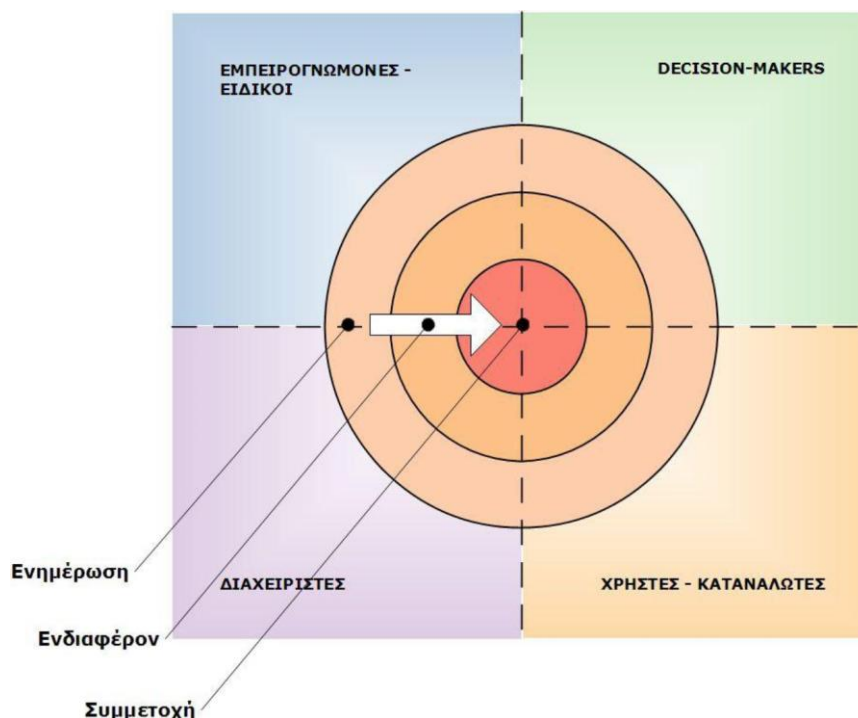 ΕΜΠΕΙΡΟΓΝΩΜΟΝΕΣ -
ΕΙΔΙΚΟΙ
DECISION-MAKERS
Ενημέρωση
ΔΙΑΧΕΙΡΙΣΤΕΣ
ΧΡΗΣΤΕΣ - ΚΑΤΑΝΑΛΩΤΕΣ
Ενδιαφέρον
Συμμετοχή